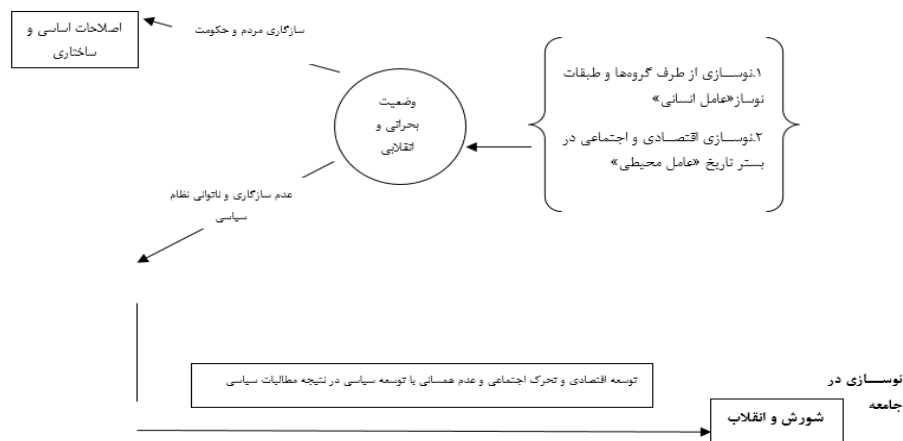 اصلاحات اساسی و
ساختاری
سازگاری مردم و حکومت
۱.نوسازی از طرف گروه‌ها و طبقات
نوساز«عامل انسانی»
۲.نوسازی اقتصادی و اجتماعی در
بستر تاریخ «عامل محیطی»
وضعیت
بحرانی و
انقلابی
عدم سازگاری و ناتوانی نظام
سیاسی
توسعه اقتصادی و تحرک اجتماعی و عدم همسانی با توسعه سیاسی در نتیجه مطالبات سیاسی
نوسازی در
جامعه
شورش و انقلاب